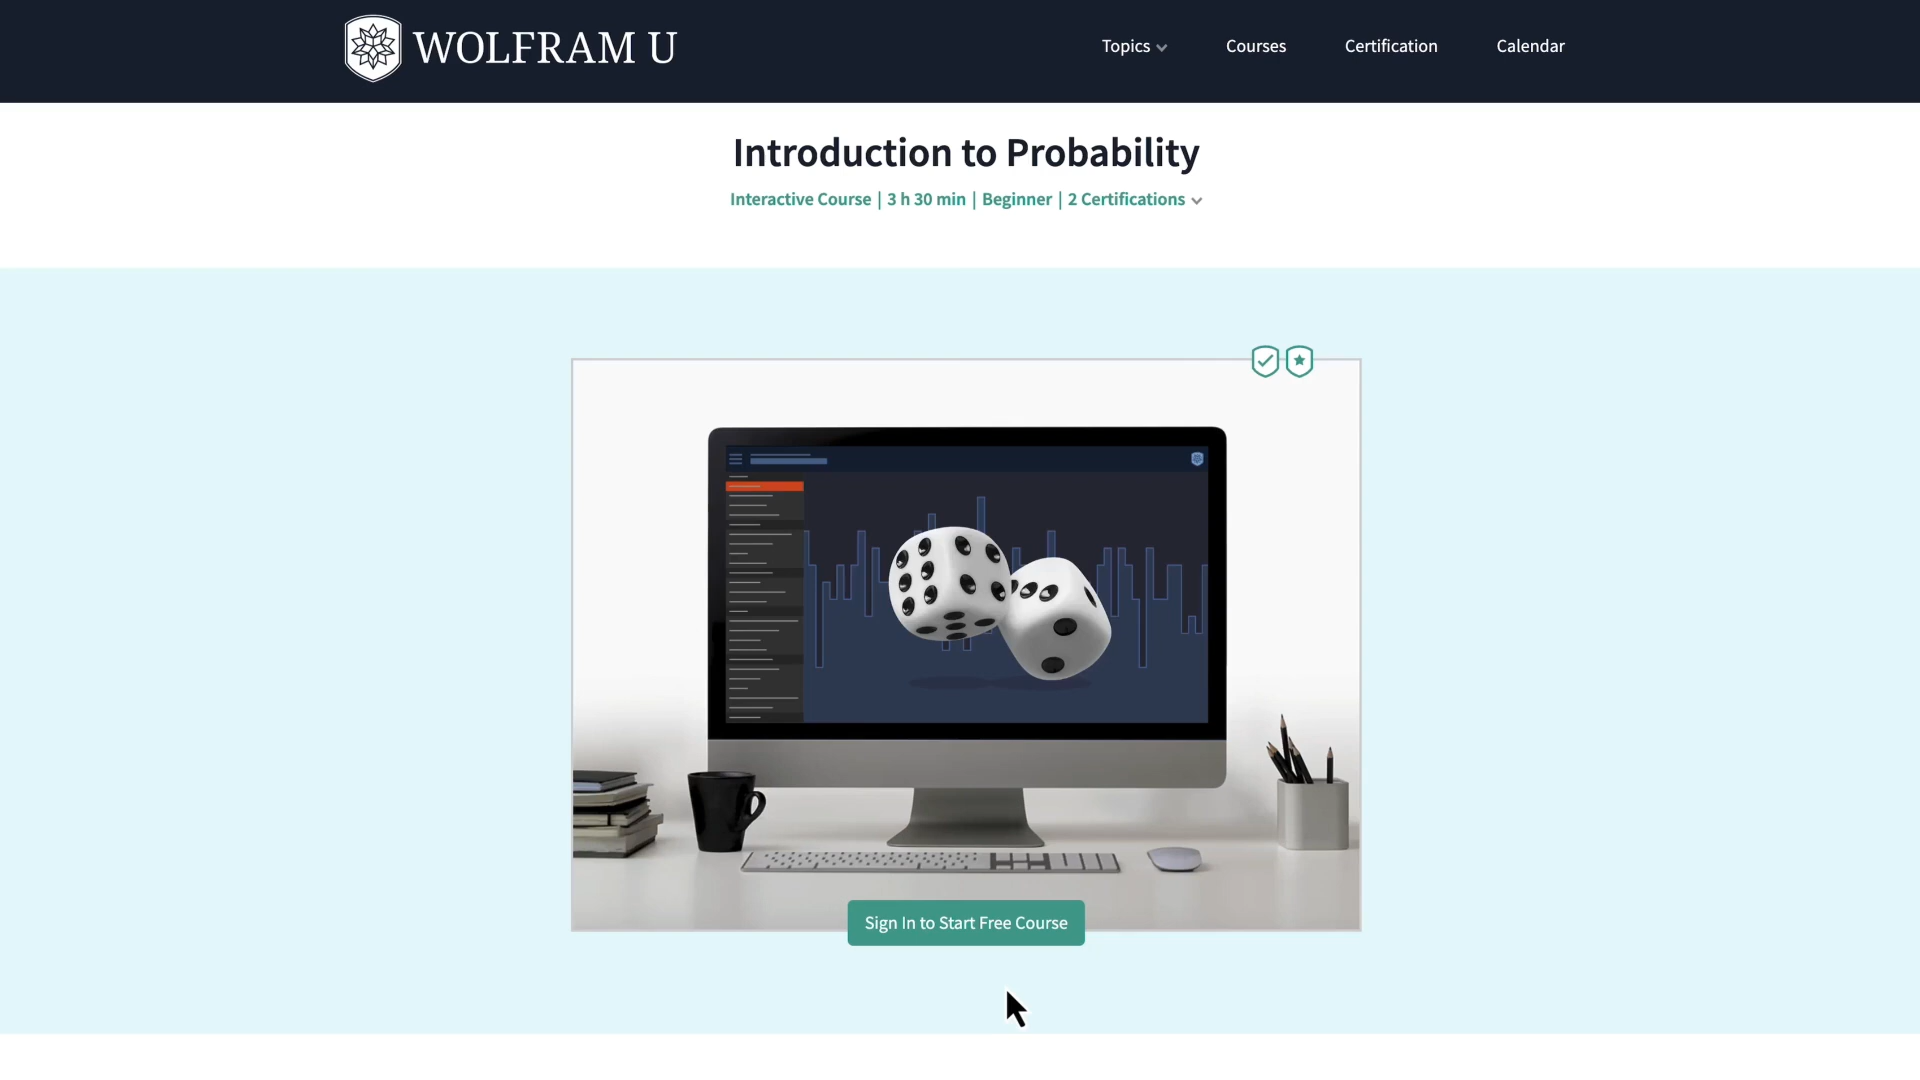 WOLFRAM U
Topics
Courses
Certification
Calendar
Introduction to Probability
Interactive Course | 3 h 30 min | Beginner | 2 Certifications
Sign In to Start Free Course